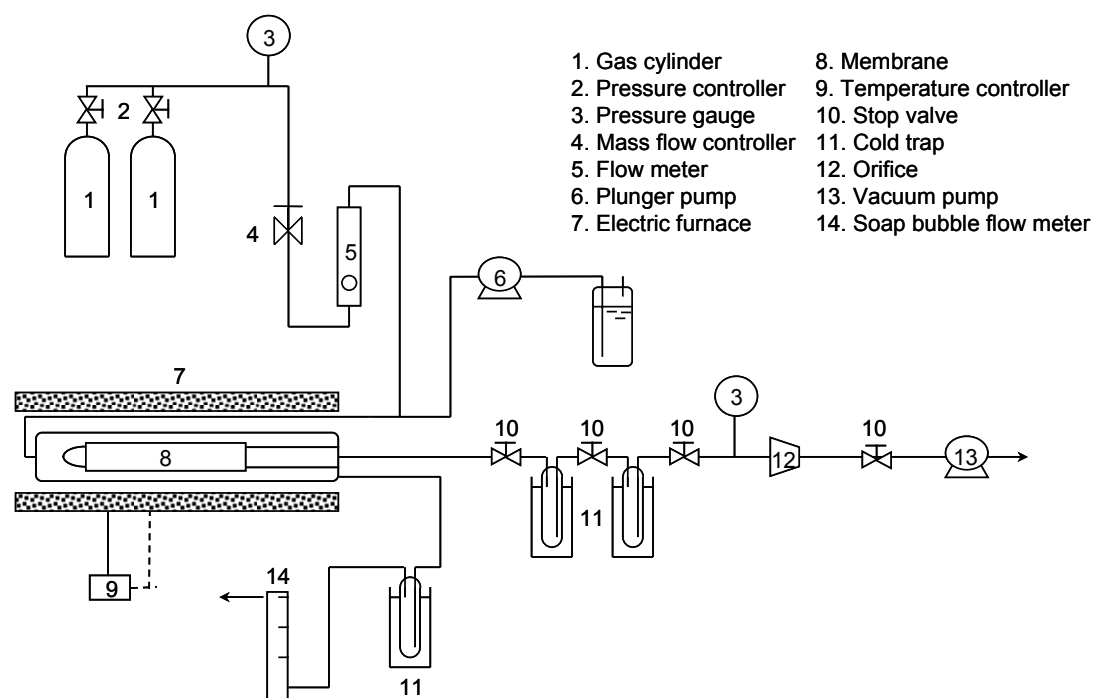 3
1. Gas cylinder
2. Pressure controller
3. Pressure gauge
4. Mass flow controller
5. Flow meter
6. Plunger pump
7. Electric furnace
8. Membrane
9. Temperature controller
10. Stop valve
11. Cold trap
12. Orifice
13. Vacuum pump
14. Soap bubble flow meter
2
1 1
4
5
6
7
3
10 10 10 10
8
12
13
11
9
14
11